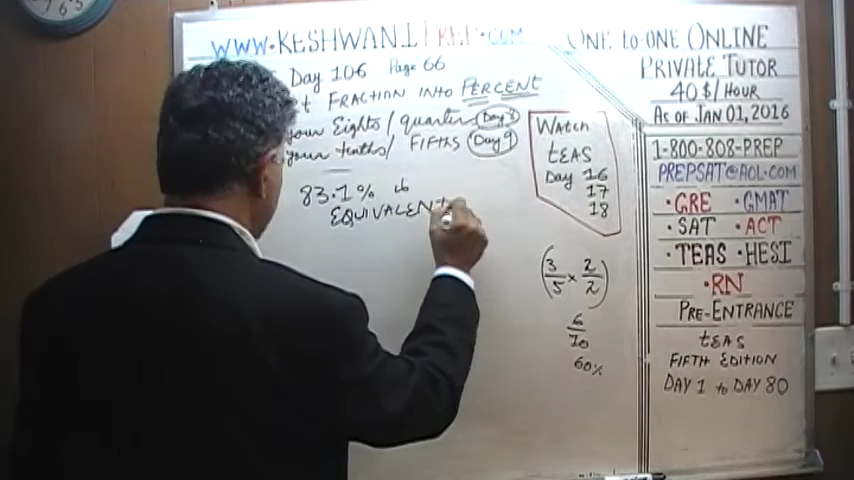 WWW.KESHWANIPREP.COM
Day 106 Page 66
t FRACTION INTO PERCENT
your Eights/quarters Day 8
your tenths/ FIFTHS Day 9
83.1% is
EQUIVALENT
Watch
tEAS
Day 16
17
18
(3/5 x 2/2)
6/10
60%
ONE to-ONE ONLINE
PRIVATE TUTOR
40 $/HOUR
AS OF JAN 01, 2016
1-800-808-PREP
PREPSAT@AOL.COM
•GRE •GMAT
•SAT •ACT
•TEAS •HESI
•RN
PRE-ENTRANCE
tEAS
FIFTH EDITION
DAY 1 to DAY 80